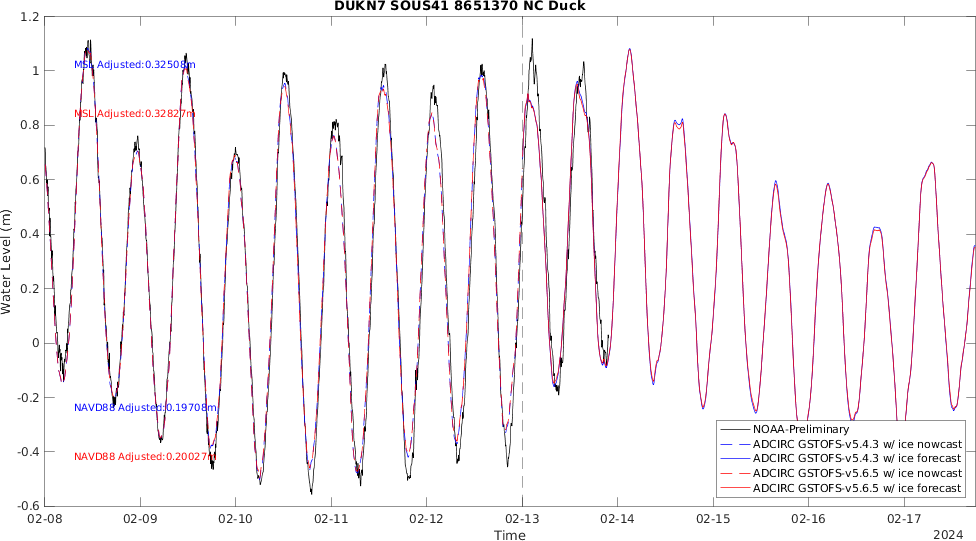 DUKN7 SOUS41 8651370 NC Duck
1.2
1
0.8
0.6
0.4
0.2
0
-0.2
-0.4
-0.6
Water Level (m)
MSL Adjusted:0.32508m
MSL Adjusted:0.32827m
NAVD88 Adjusted:0.19708m
NAVD88 Adjusted:0.20027m
NOAA-Preliminary
ADCIRC GSTOFS-v5.4.3 w/ ice nowcast
ADCIRC GSTOFS-v5.4.3 w/ ice forecast
ADCIRC GSTOFS-v5.6.5 w/ ice nowcast
ADCIRC GSTOFS-v5.6.5 w/ ice forecast
02-08 02-09 02-10 02-11 02-12 02-13 02-14 02-15 02-16 02-17
Time
2024